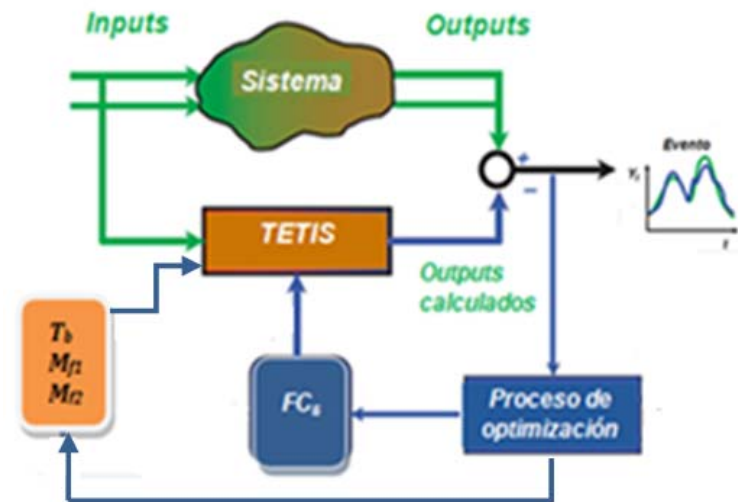 Inputs
Outputs
Sistema
Evento
+
−
Yt
t
TETIS
Outputs
calculados
Tb
Mf1
Mf2
FCs
Proceso de
optimización